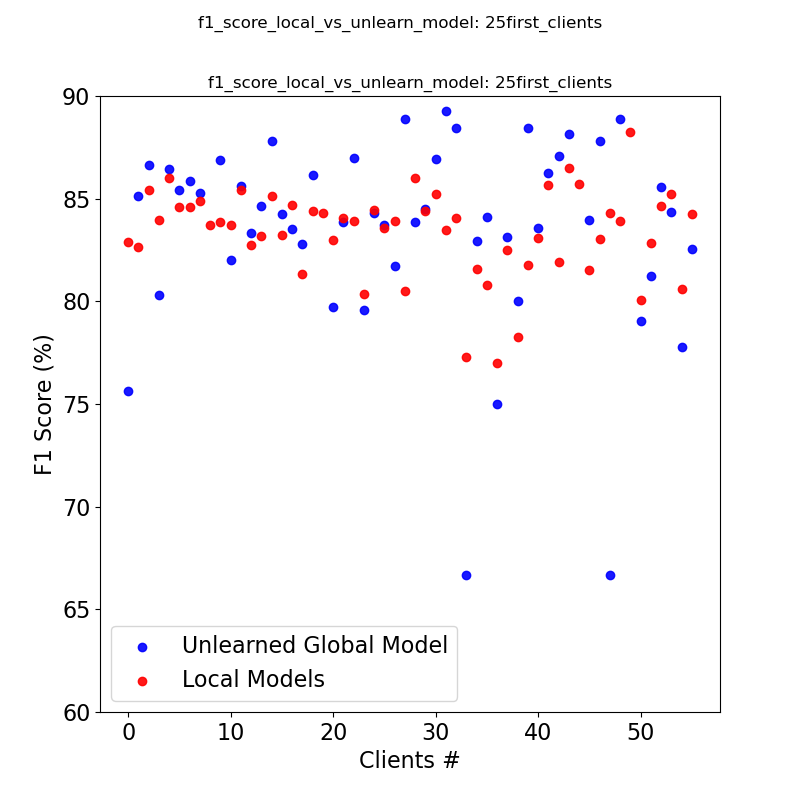 f1_score_local_vs_unlearn_model: 25first_clients
f1_score_local_vs_unlearn_model: 25first_clients
90
85
80
75
70
65
60
F1 Score (%)
Unlearned Global Model
Local Models
0 10 20 30 40 50
Clients #